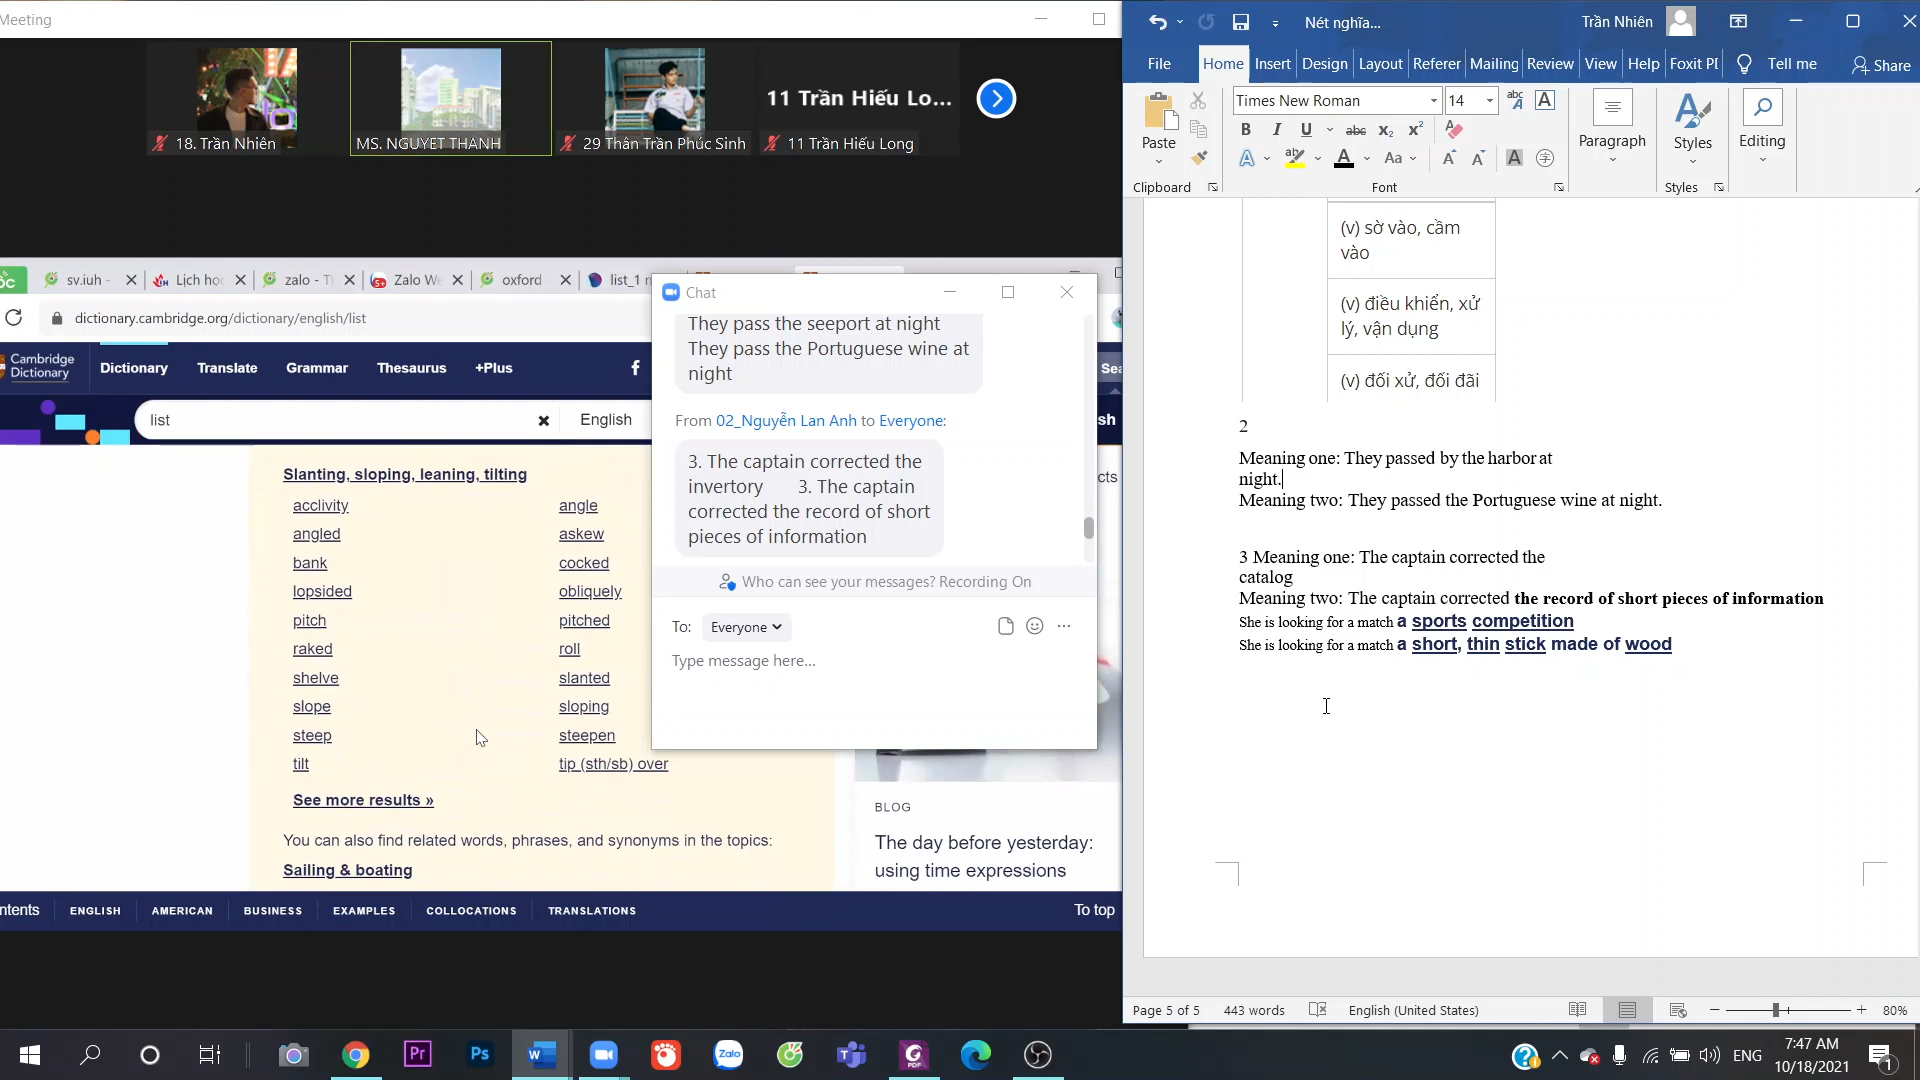 Meeting
18. Trần Nhiên
MS. NGUYET THANH
29 Thân Trần Phúc Sinh
11 Trần Hiếu Lo...
11 Trần Hiếu Long
sv.iuh -
Lịch học
zalo - Tì
Zalo We
oxford
list_1 n
dictionary.cambridge.org/dictionary/english/list
Cambridge
Dictionary
Dictionary
Translate
Grammar
Thesaurus
+Plus
list
English
Slanting, sloping, leaning, tilting
acclivity
angle
angled
askew
bank
cocked
lopsided
obliquely
pitch
pitched
raked
roll
shelve
slanted
slope
sloping
steep
steepen
tilt
tip (sth/sb) over
See more results »
You can also find related words, phrases, and synonyms in the topics:
Sailing & boating
BLOG
The day before yesterday:
using time expressions
ntents
ENGLISH
AMERICAN
BUSINESS
EXAMPLES
COLLOCATIONS
TRANSLATIONS
To top
Chat
They pass the seeport at night
They pass the Portuguese wine at
night
From 02_Nguyễn Lan Anh to Everyone:
3. The captain corrected the
invertory 3. The captain
corrected the record of short
pieces of information
Who can see your messages? Recording On
To: Everyone
Type message here...
Nét nghĩa...
Trần Nhiên
File
Home
Insert
Design
Layout
Referer
Mailing
Review
View
Help
Foxit PI
Tell me
Share
Paste
Clipboard
Times New Roman
14
Font
Paragraph
Styles
Styles
Editing
(v) sờ vào, cầm
vào
(v) điều khiển, xử
lý, vận dụng
(v) đối xử, đối đãi
2
Meaning one: They passed by the harbor at
night.
Meaning two: They passed the Portuguese wine at night.
3 Meaning one: The captain corrected the
catalog
Meaning two: The captain corrected the record of short pieces of information
She is looking for a match a sports competition
She is looking for a match a short, thin stick made of wood
Page 5 of 5
443 words
English (United States)
80%
ENG
7:47 AM
10/18/2021